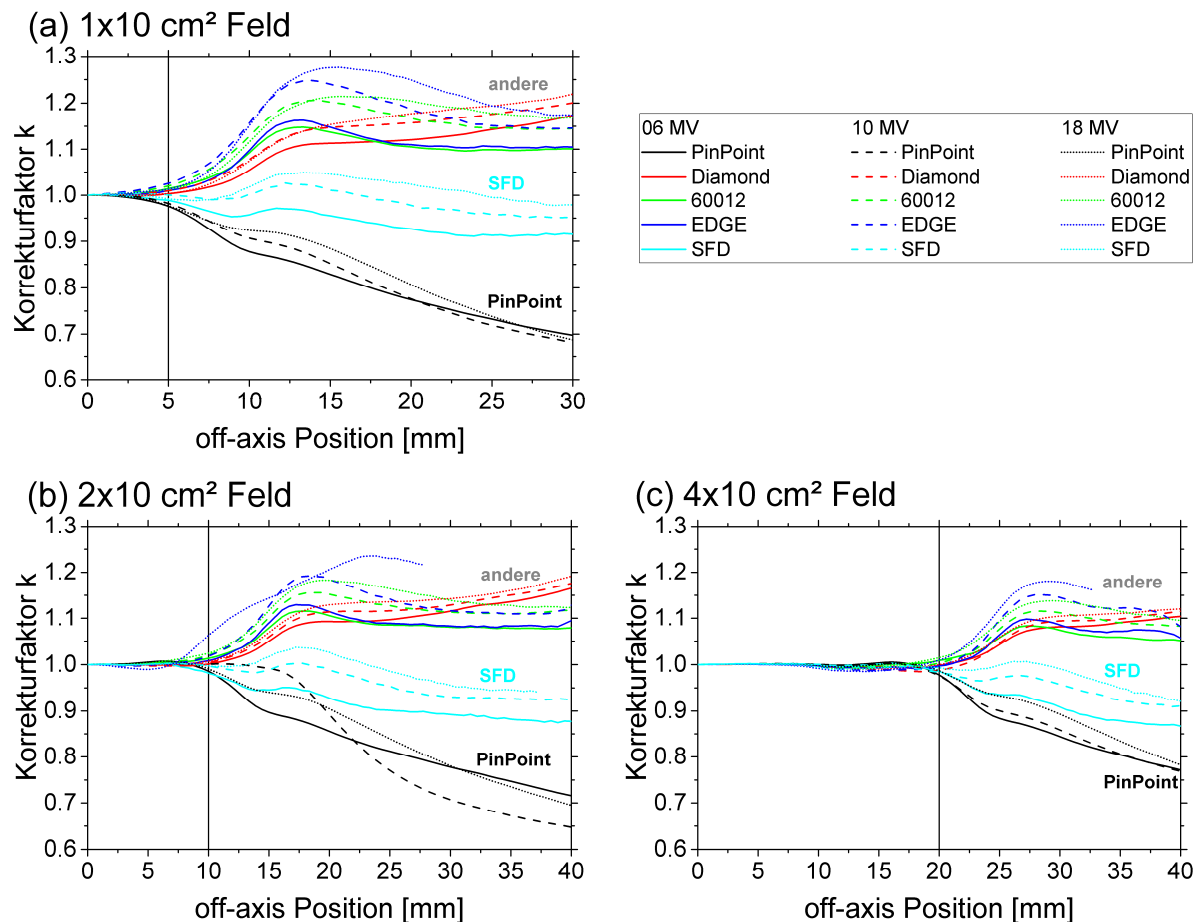 (a) 1x10 cm² Feld
1.3
1.2
1.1
1.0
0.9
0.8
0.7
0.6
Korrekturfaktor k
andere
SFD
PinPoint
0 5 10 15 20 25 30
off-axis Position [mm]
06 MV 10 MV 18 MV
PinPoint PinPoint PinPoint
Diamond Diamond Diamond
60012 60012 60012
EDGE EDGE EDGE
SFD SFD SFD
(b) 2x10 cm² Feld
1.3
1.2
1.1
1.0
0.9
0.8
0.7
0.6
Korrekturfaktor k
andere
SFD
PinPoint
0 5 10 15 20 25 30 35 40
off-axis Position [mm]
(c) 4x10 cm² Feld
1.3
1.2
1.1
1.0
0.9
0.8
0.7
0.6
Korrekturfaktor k
andere
SFD
PinPoint
0 5 10 15 20 25 30 35 40
off-axis Position [mm]